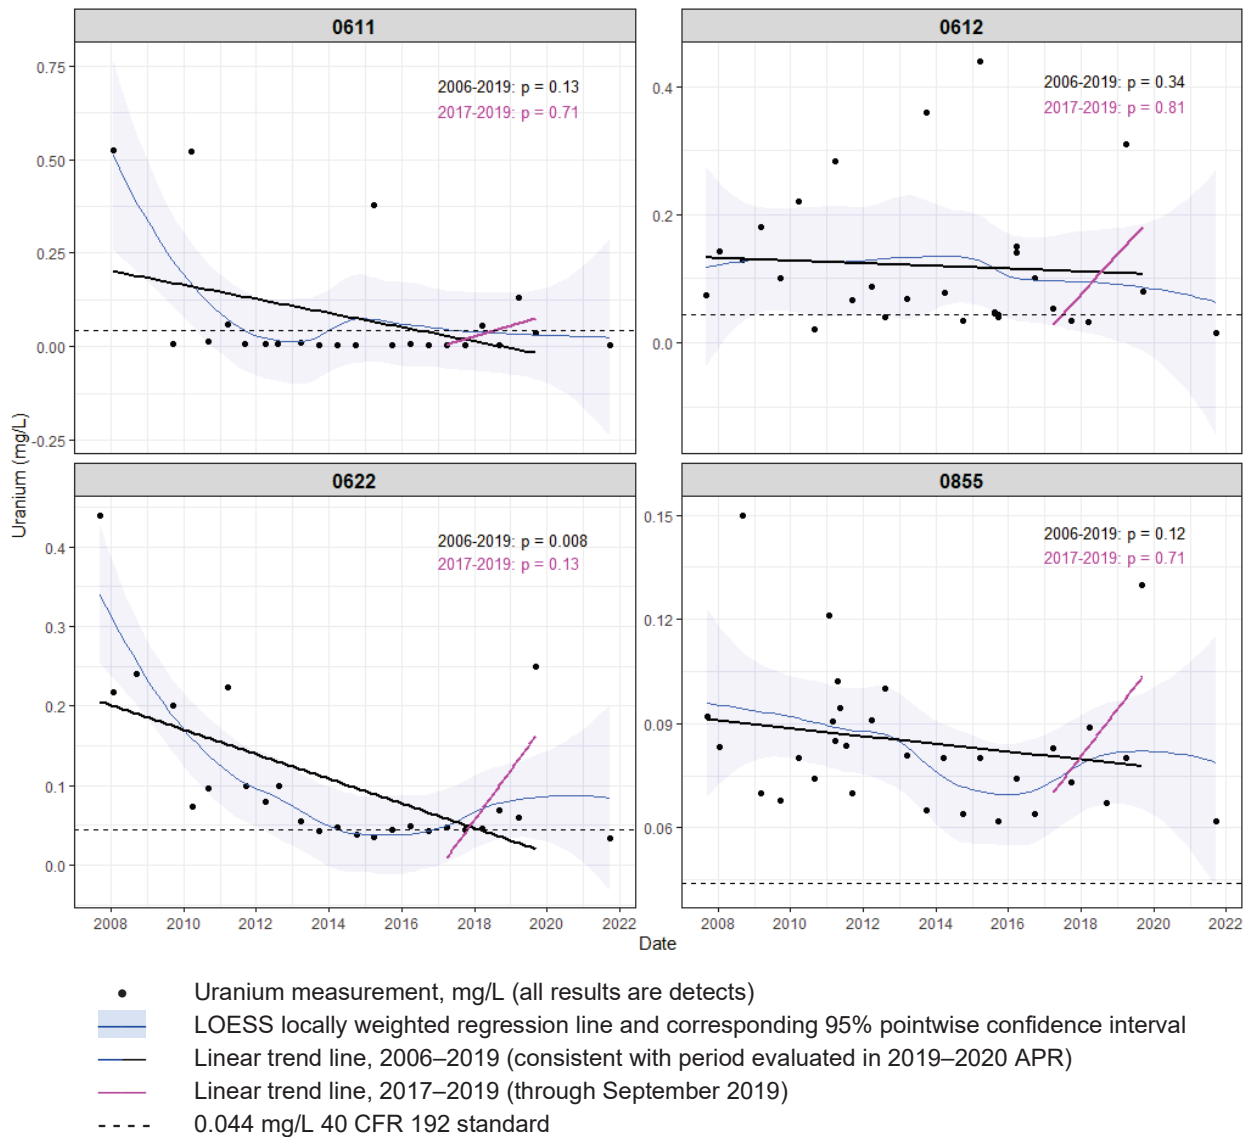 0611
0612
0.75
0.50
0.25
0.00
-0.25
2006-2019: p = 0.13
2017-2019: p = 0.71
0.4
0.2
0.0
2006-2019: p = 0.34
2017-2019: p = 0.81
Uranium (mg/L)
0622
0855
0.4
0.3
0.2
0.1
0.0
2006-2019: p = 0.008
2017-2019: p = 0.13
0.15
0.12
0.09
0.06
2006-2019: p = 0.12
2017-2019: p = 0.71
2008 2010 2012 2014 2016 2018 2020 2022
2008 2010 2012 2014 2016 2018 2020 2022
Date
Uranium measurement, mg/L (all results are detects)
LOESS locally weighted regression line and corresponding 95% pointwise confidence interval
Linear trend line, 2006–2019 (consistent with period evaluated in 2019–2020 APR)
Linear trend line, 2017–2019 (through September 2019)
0.044 mg/L 40 CFR 192 standard